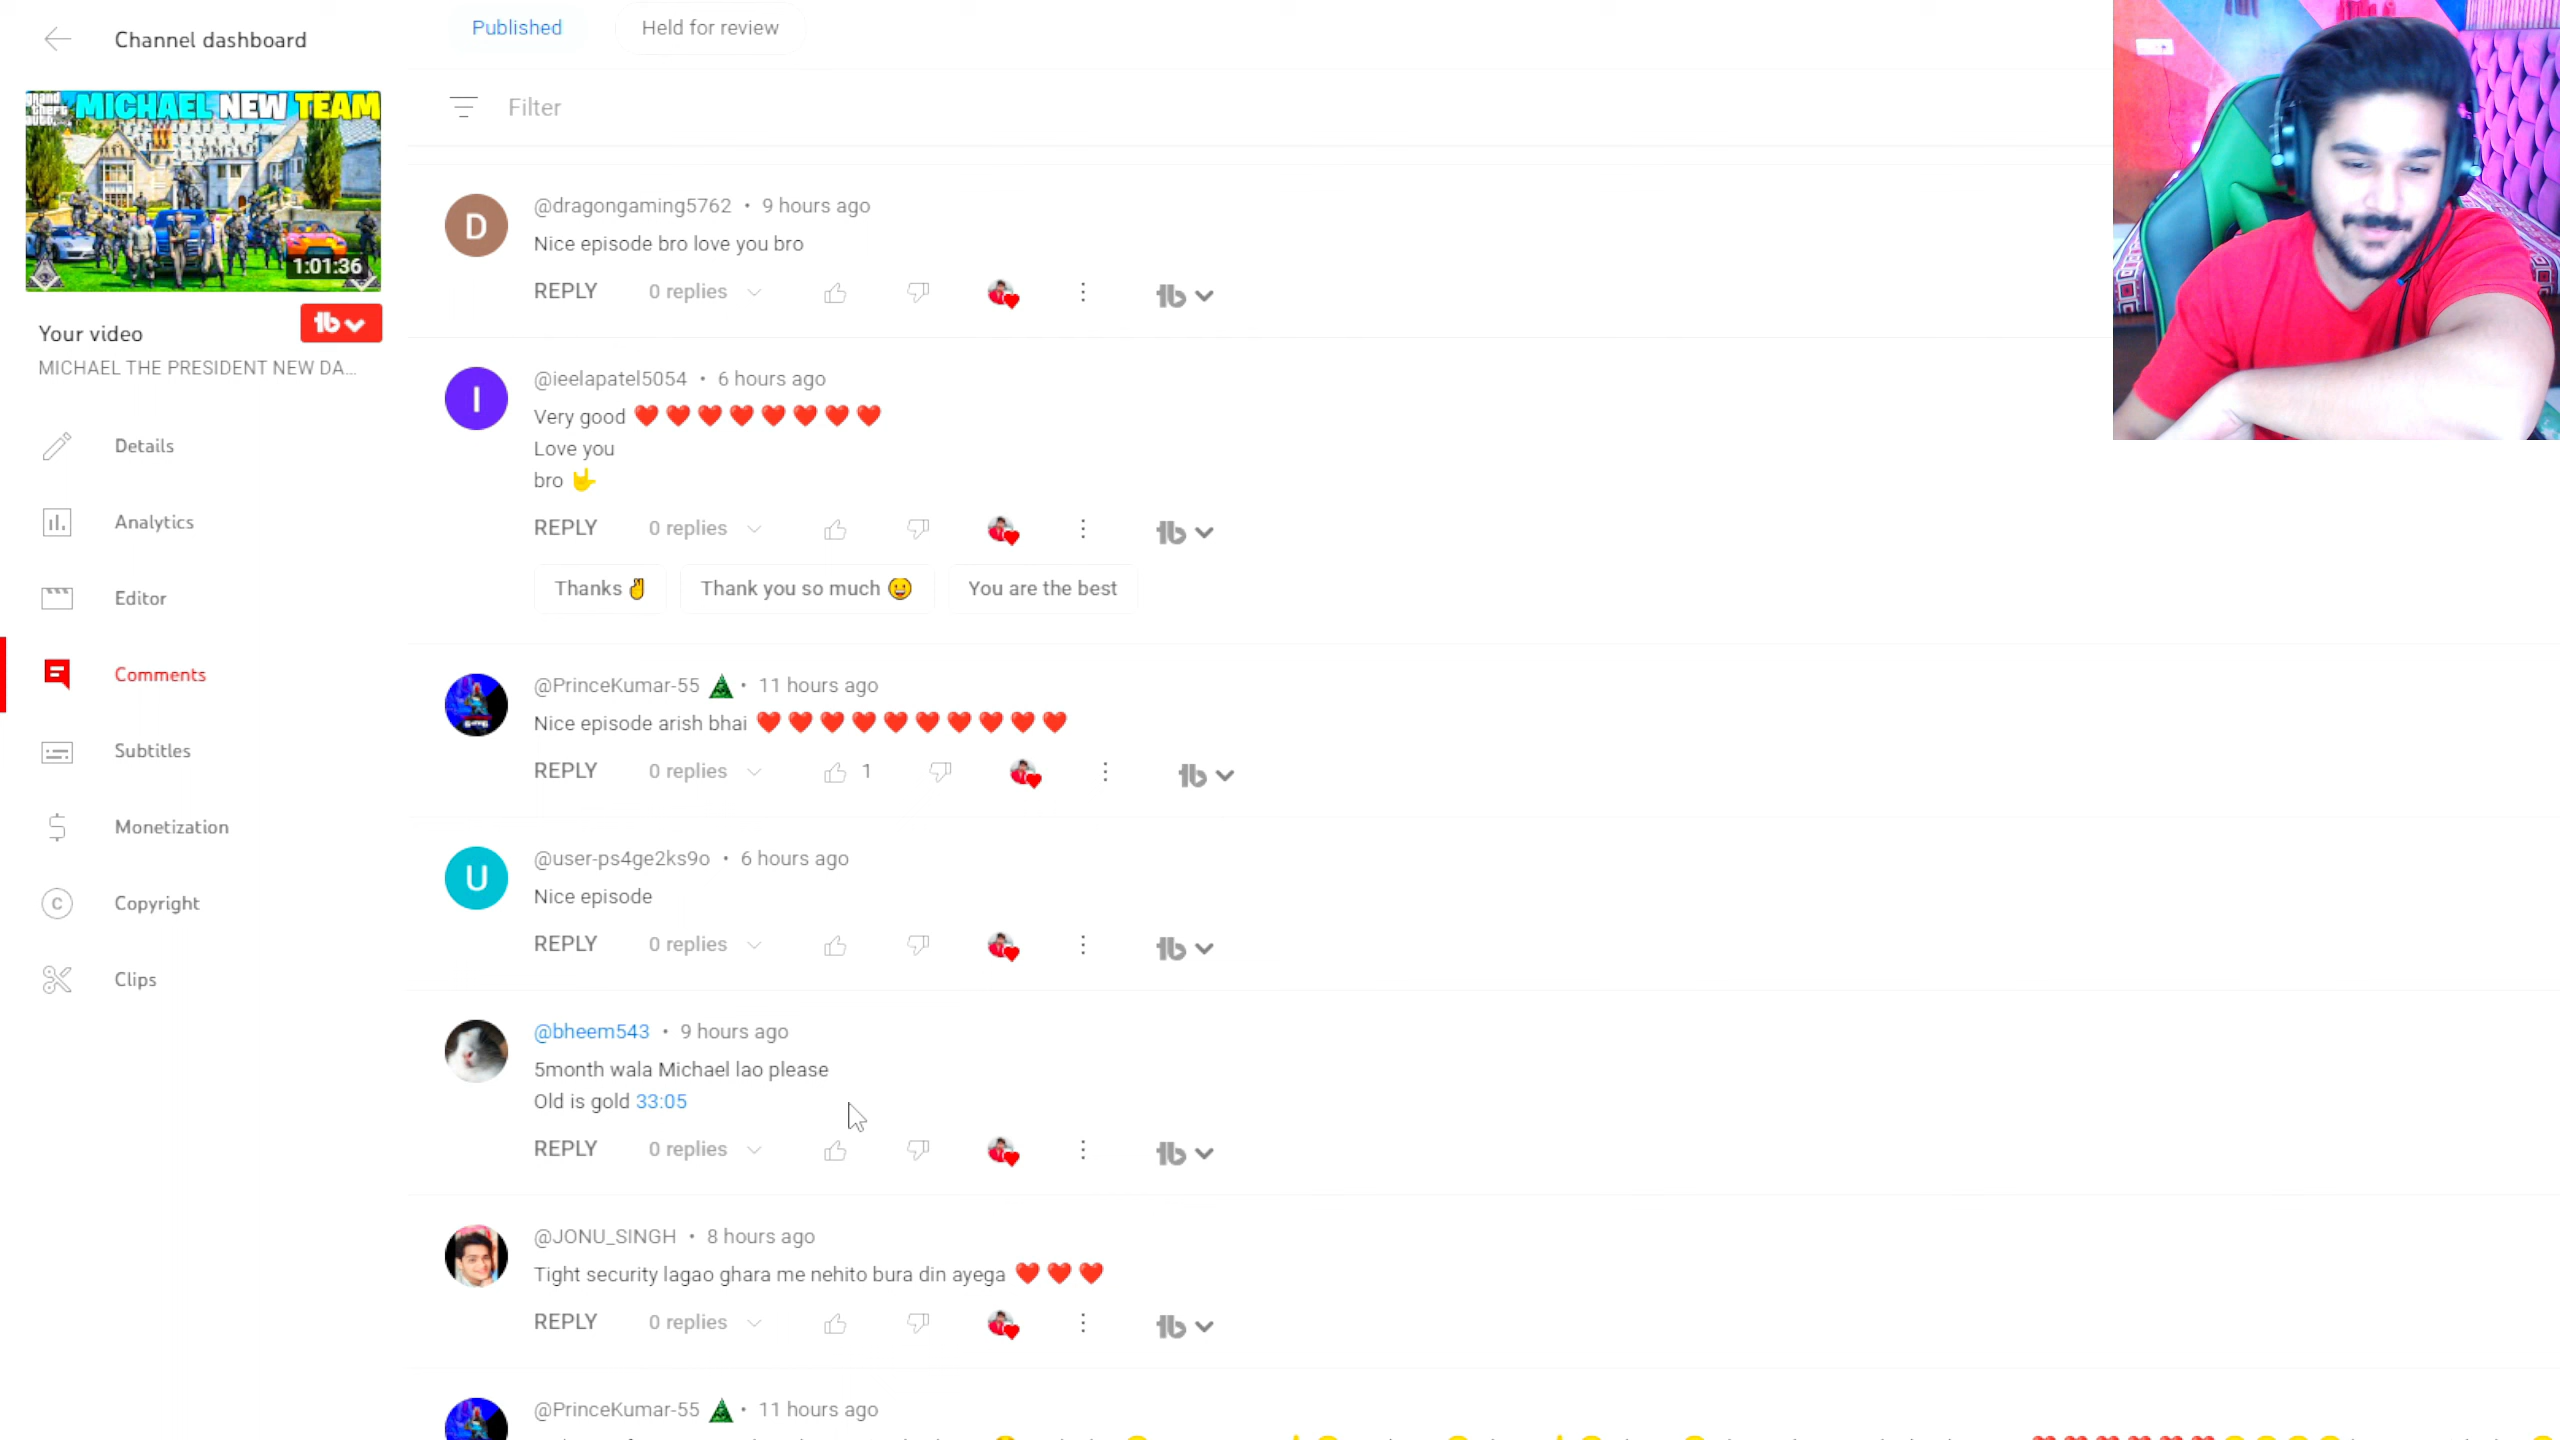 Channel dashboard
Published
Held for review
Filter
grand theft auto
MICHAEL NEW TEAM
1:01:36
Your video
MICHAEL THE PRESIDENT NEW DA...
Details
Analytics
Editor
Comments
Subtitles
Monetization
Copyright
Clips
D
@dragongaming5762 • 9 hours ago
Nice episode bro love you bro
REPLY 0 replies
I
@ieelapatel5054 • 6 hours ago
Very good ❤️❤️❤️❤️❤️❤️❤️❤️
Love you
bro 🤟
REPLY 0 replies
Thanks✌ Thank you so much 😀 You are the best
@PrinceKumar-55 • 11 hours ago
Nice episode arish bhai ❤️❤️❤️❤️❤️❤️❤️❤️❤️❤️
REPLY 0 replies 1
U
@user-ps4ge2ks9o • 6 hours ago
Nice episode
REPLY 0 replies
@bheem543 • 9 hours ago
5month wala Michael lao please
Old is gold 33:05
REPLY 0 replies
@JONU_SINGH • 8 hours ago
Tight security lagao ghara me nehito bura din ayega ❤️❤️❤️
REPLY 0 replies
@PrinceKumar-55 • 11 hours ago